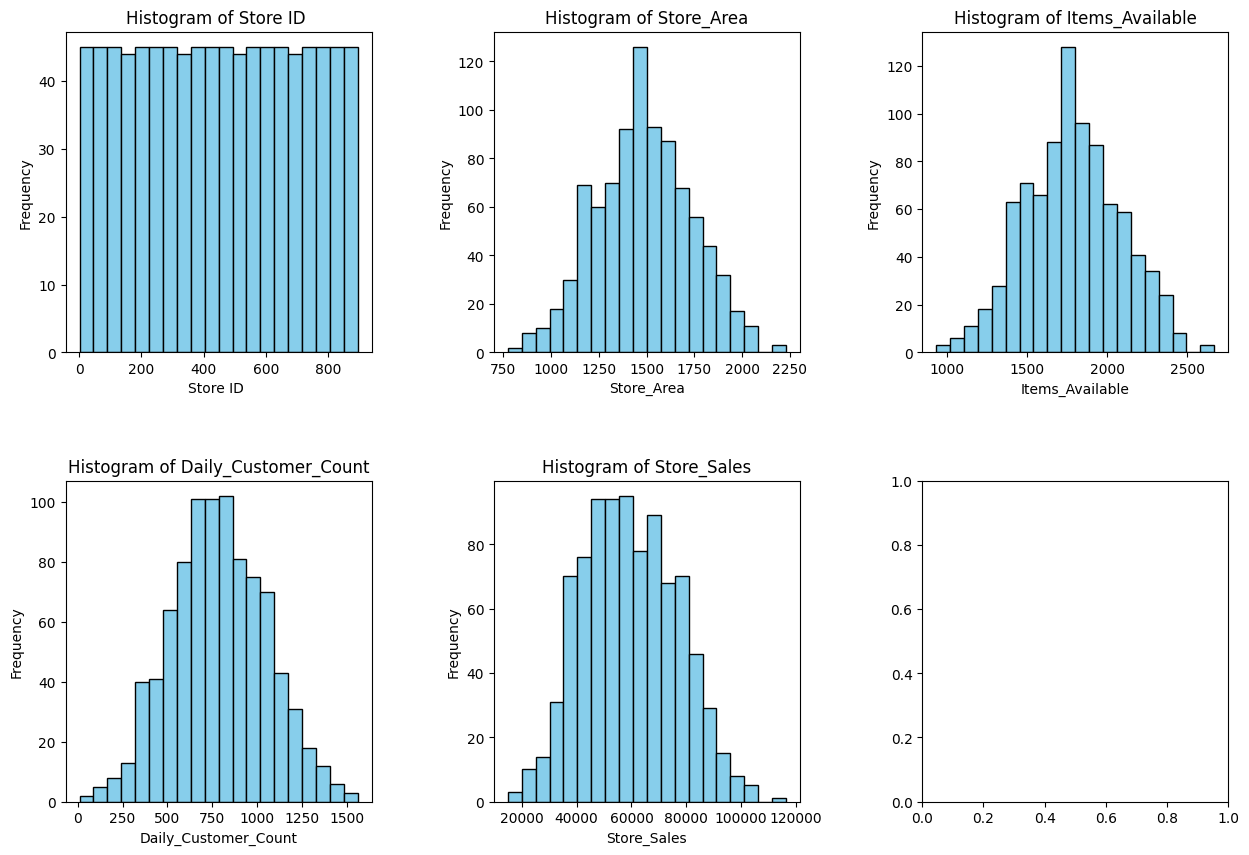 Histogram of Store ID
Frequency
0
10
20
30
40
0 200 400 600 800
Store ID
Histogram of Store_Area
Frequency
0
20
40
60
80
100
120
750 1000 1250 1500 1750 2000 2250
Store_Area
Histogram of Items_Available
Frequency
0
20
40
60
80
100
120
1000 1500 2000 2500
Items_Available
Histogram of Daily_Customer_Count
Frequency
0
20
40
60
80
100
0 250 500 750 1000 1250 1500
Daily_Customer_Count
Histogram of Store_Sales
Frequency
0
20
40
60
80
20000 40000 60000 80000 100000 120000
Store_Sales
0.0
0.2
0.4
0.6
0.8
1.0
0.0 0.2 0.4 0.6 0.8 1.0